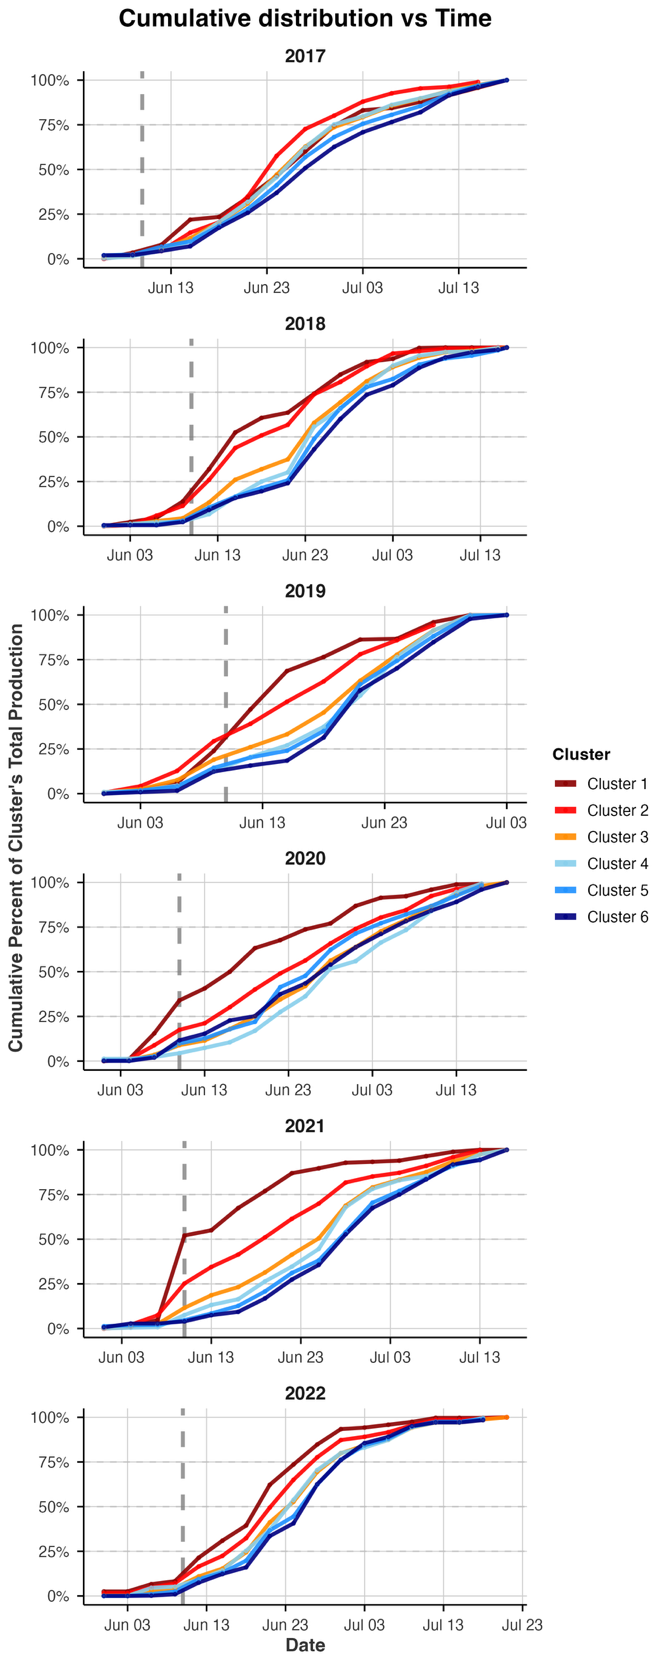 Cumulative distribution vs Time
2017
100%
75%
50%
25%
0%
Jun 13 Jun 23 Jul 03 Jul 13
2018
100%
75%
50%
25%
0%
Jun 03 Jun 13 Jun 23 Jul 03 Jul 13
2019
100%
75%
50%
25%
0%
Jun 03 Jun 13 Jun 23 Jul 03
Cumulative Percent of Cluster's Total Production
Cluster
Cluster 1
Cluster 2
Cluster 3
Cluster 4
Cluster 5
Cluster 6
2020
100%
75%
50%
25%
0%
Jun 03 Jun 13 Jun 23 Jul 03 Jul 13
2021
100%
75%
50%
25%
0%
Jun 03 Jun 13 Jun 23 Jul 03 Jul 13
2022
100%
75%
50%
25%
0%
Jun 03 Jun 13 Jun 23 Jul 03 Jul 13 Jul 23
Date